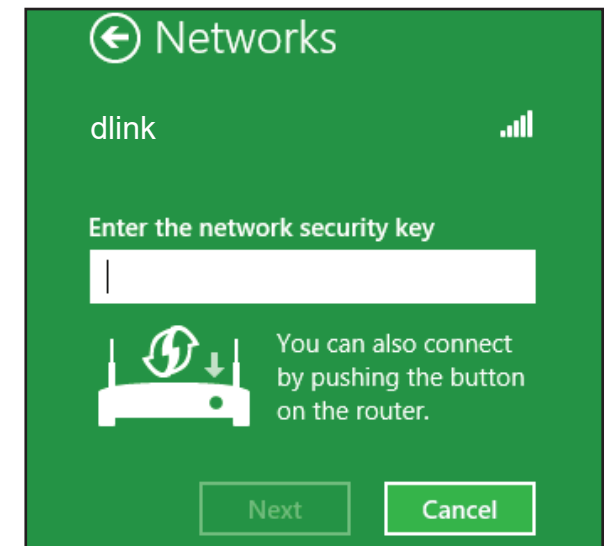 Networks
dlink
Enter the network security key
You can also connect
by pushing the button
on the router.
Next
Cancel